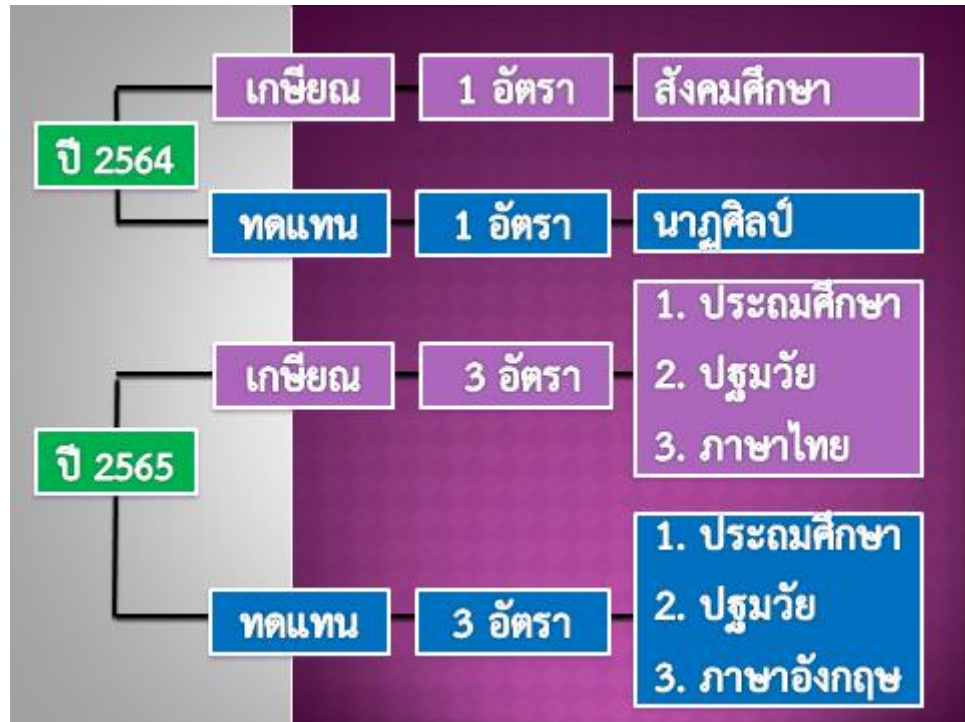 ปี 2564
เกษียณ
1 อัตรา
สังคมศึกษา
ทดแทน
1 อัตรา
นาฏศิลป์
ปี 2565
เกษียณ
3 อัตรา
1. ประถมศึกษา
2. ปฐมวัย
3. ภาษาไทย
ทดแทน
3 อัตรา
1. ประถมศึกษา
2. ปฐมวัย
3. ภาษาอังกฤษ